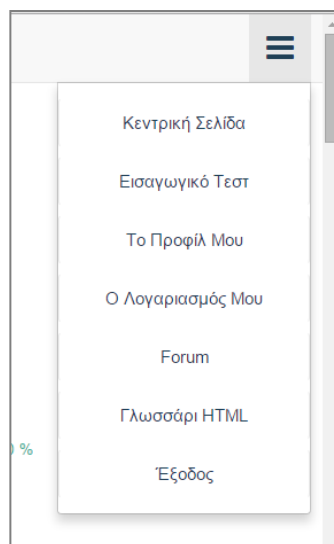 Κεντρική Σελίδα
Εισαγωγικό Τεστ
Το Προφίλ Μου
Ο Λογαριασμός Μου
Forum
Γλωσσάρι HTML
%
Έξοδος